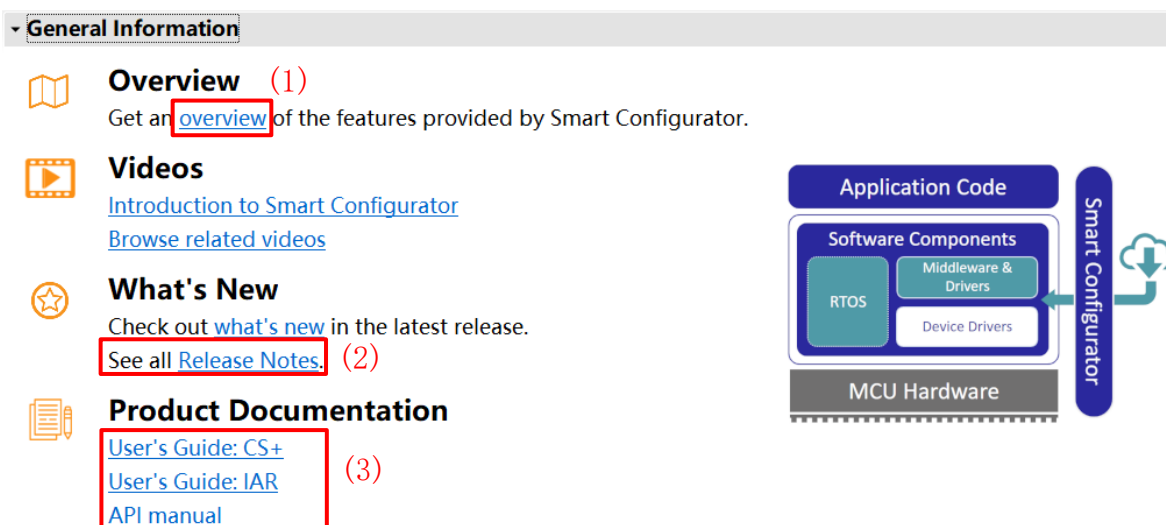 General Information
Overview (1)
Get an overview of the features provided by Smart Configurator.
Videos
Introduction to Smart Configurator
Browse related videos
What's New
Check out what's new in the latest release.
See all Release Notes. (2)
Product Documentation
User's Guide: CS+
User's Guide: IAR
(3)
API manual
Application Code
Software Components
RTOS
Middleware &
Drivers
Device Drivers
MCU Hardware
Smart Configurator